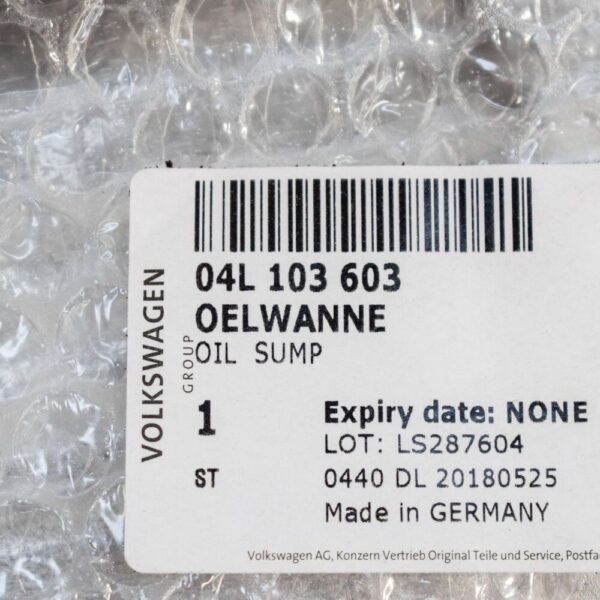 VOLKSWAGEN
GROUP
04L 103 603
OELWANNE
OIL SUMP
1
Expiry date: NONE
LOT: LS287604
ST
0440 DL 20180525
Made in GERMANY
Volkswagen AG, Konzern Vertrieb Original Teile und Service,